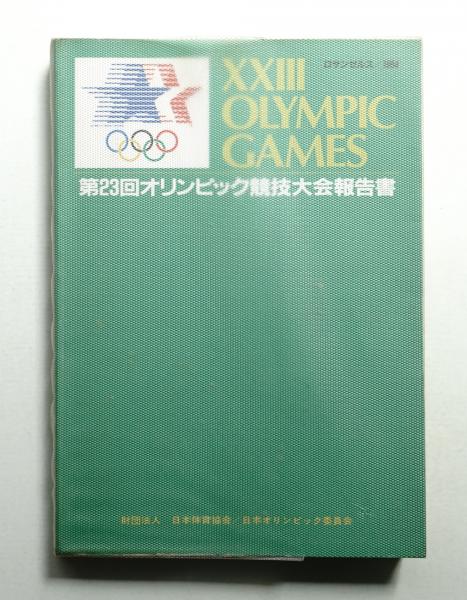 ロサンゼルス 1984
XXIII
OLYMPIC
GAMES
第23回オリンピック競技大会報告書
財団法人 日本体育協会/日本オリンピック委員会